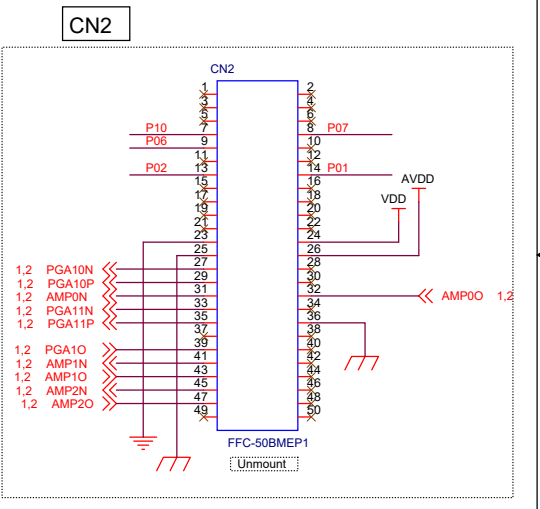 CN2
CN2
1 2
3 4
5 6
P10 7 8 P07
P06 9 10
11 12
P02 13 14 P01
15 16
AVDD
17 18
VDD
19 20
21 22
23 24
25 26
1,2 PGA10N 27 28
1,2 PGA10P 29 30
1,2 AMP0N 31 32 AMP0O 1,2
1,2 PGA11N 33 34
1,2 PGA11P 35 36
37 38
1,2 PGA1O 39 40
1,2 AMP1N 41 42
1,2 AMP1O 43 44
1,2 AMP2N 45 46
1,2 AMP2O 47 48
49 50
FFC-50BMEP1
Unmount